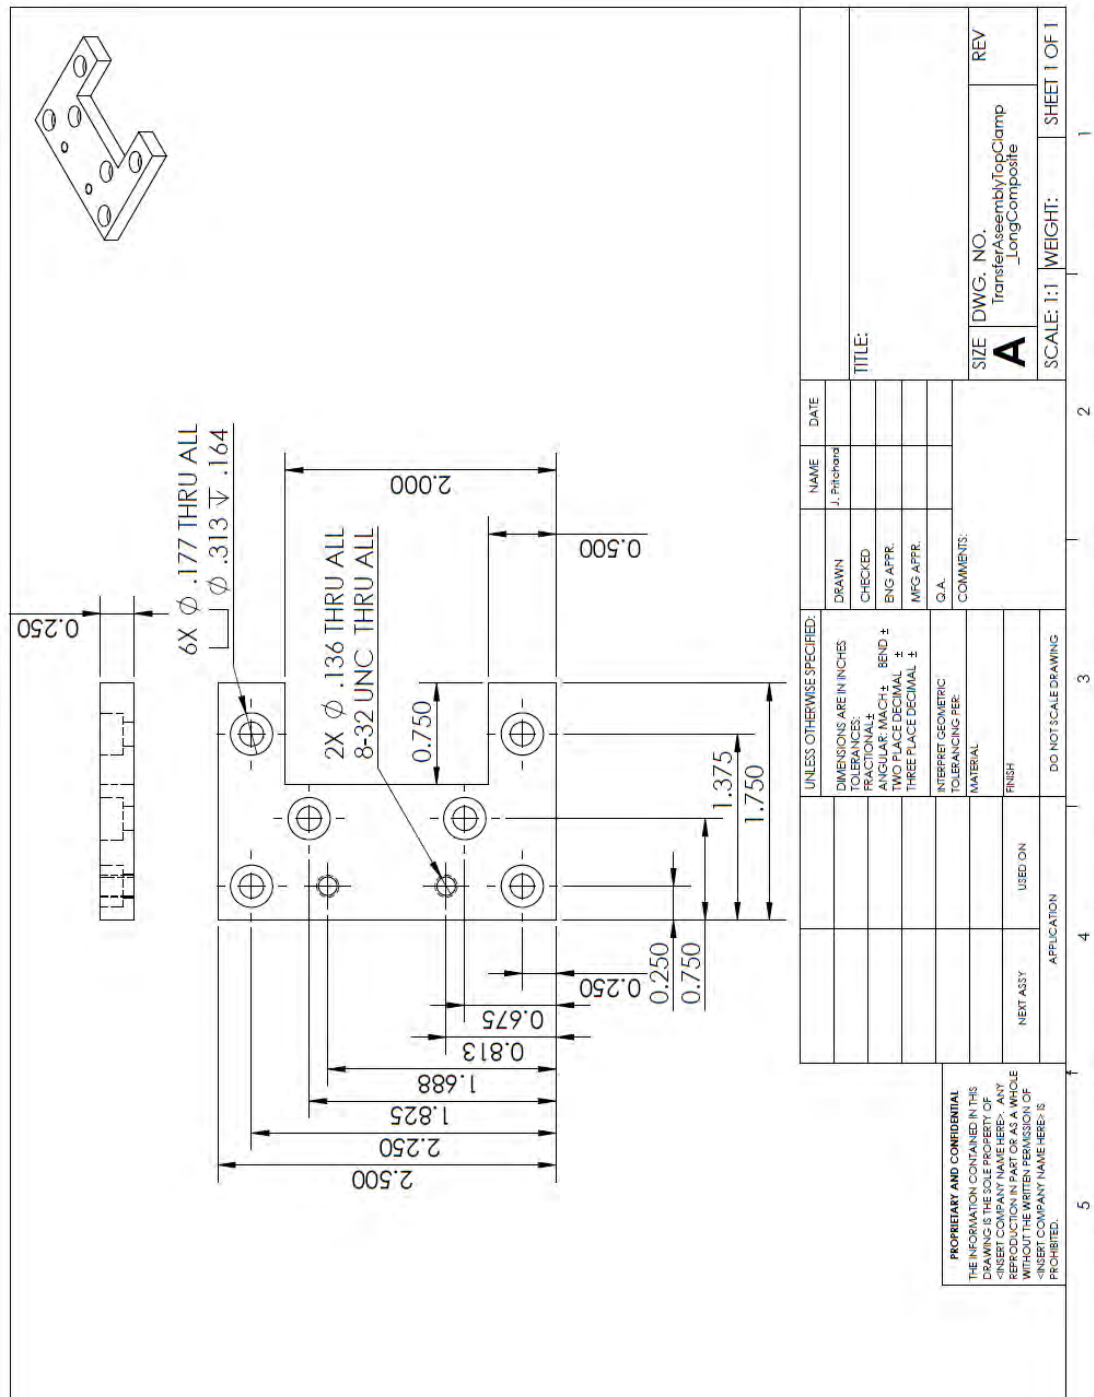 0.250
6X ∅ .177 THRU ALL
⌴ ∅ .313 ↧ .164
2X ∅ .136 THRU ALL
8-32 UNC THRU ALL
2.000
0.500
0.750
1.375
1.750
0.250
0.750
0.250
0.675
0.813
1.688
1.825
2.250
2.500
PROPRIETARY AND CONFIDENTIAL
THE INFORMATION CONTAINED IN THIS
DRAWING IS THE SOLE PROPERTY OF
<INSERT COMPANY NAME HERE>. ANY
REPRODUCTION IN PART OR AS A WHOLE
WITHOUT THE WRITTEN PERMISSION OF
<INSERT COMPANY NAME HERE> IS
PROHIBITED.
NEXT ASSY
USED ON
APPLICATION
UNLESS OTHERWISE SPECIFIED:
DIMENSIONS ARE IN INCHES
TOLERANCES:
FRACTIONAL ±
ANGULAR: MACH ± BEND ±
TWO PLACE DECIMAL ±
THREE PLACE DECIMAL ±
INTERPRET GEOMETRIC
TOLERANCING PER:
MATERIAL
FINISH
DO NOT SCALE DRAWING
NAME DATE
DRAWN J. Pritchard
CHECKED
ENG APPR.
MFG APPR.
Q.A.
COMMENTS:
TITLE:
SIZE DWG. NO. REV
A TransferAseemblyTopClamp
_LongComposite
SCALE: 1:1 WEIGHT: SHEET 1 OF 1
5 4 3 2 1